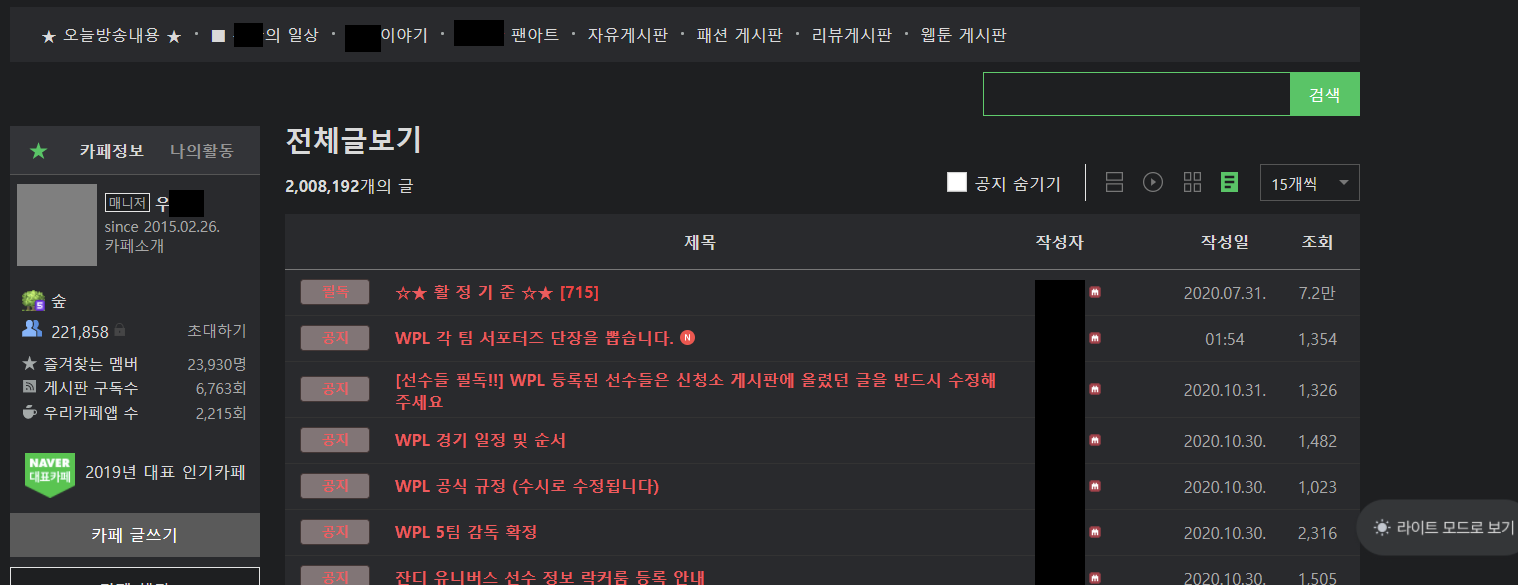 ★ 오늘방송내용 ★ · ■ 의 일상 · 이야기 · 팬아트 · 자유게시판 · 패션 게시판 · 리뷰게시판 · 웹툰 게시판
검색
★ 카페정보 나의활동
매니저 우
since 2015.02.26.
카페소개
숲
221,858 초대하기
즐겨찾는 멤버 23,930명
게시판 구독수 6,763회
우리카페앱 수 2,215회
NAVER
대표카페
2019년 대표 인기카페
카페 글쓰기
전체글보기
2,008,192개의 글
공지 숨기기 15개씩
제목 작성자 작성일 조회
필독 ☆★ 활 정 기 준 ☆★ [715] 2020.07.31. 7.2만
공지 WPL 각 팀 서포터즈 단장을 뽑습니다. N 01:54 1,354
공지 [선수들 필독!!] WPL 등록된 선수들은 신청소 게시판에 올렸던 글을 반드시 수정해
주세요 2020.10.31. 1,326
공지 WPL 경기 일정 및 순서 2020.10.30. 1,482
공지 WPL 공식 규정 (수시로 수정됩니다) 2020.10.30. 1,023
공지 WPL 5팀 감독 확정 2020.10.30. 2,316
공지 잔디 유니버스 선수 정보 락커룸 등록 안내 2020.10.30. 1,505
라이트 모드로 보기